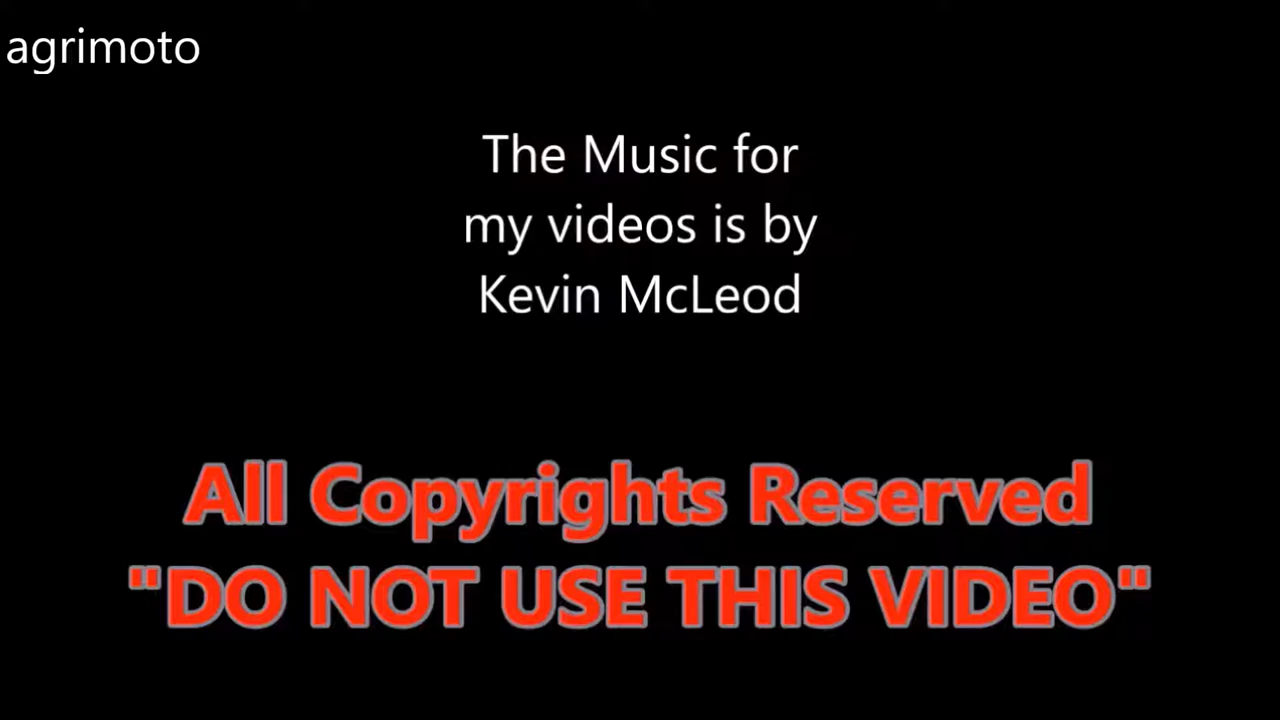 agrimoto
The Music for
my videos is by
Kevin McLeod
All Copyrights Reserved
"DO NOT USE THIS VIDEO"